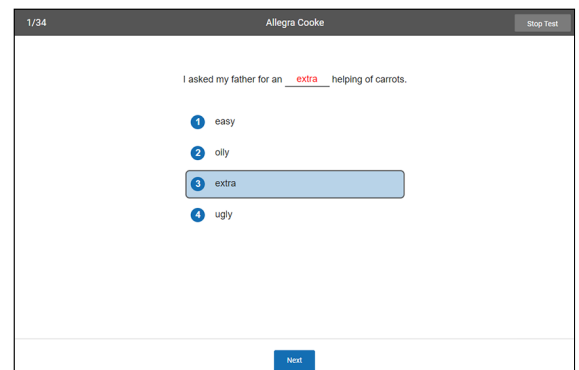 1/34 Allegra Cooke Stop Test
I asked my father for an extra helping of carrots.
1 easy
2 oily
3 extra
4 ugly
Next